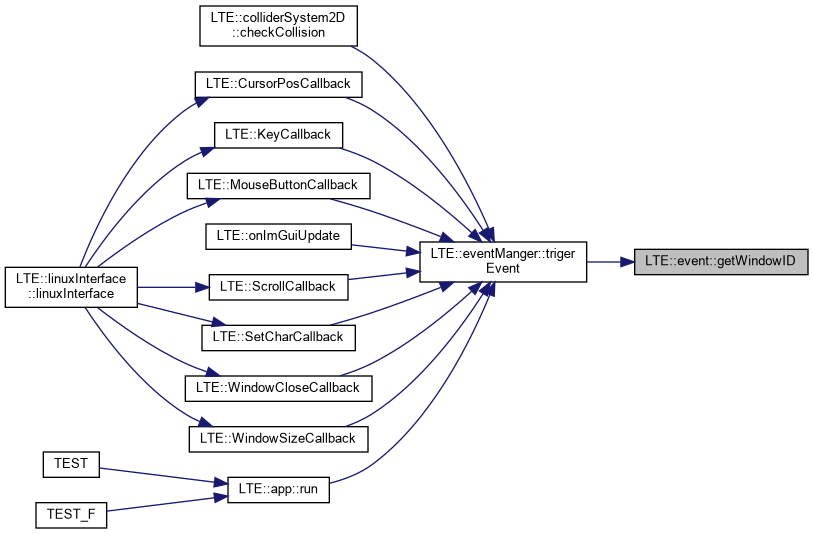 LTE::colliderSystem2D
::checkCollision
LTE::CursorPosCallback
LTE::KeyCallback
LTE::MouseButtonCallback
LTE::onImGuiUpdate
LTE::eventManger::triger
Event
LTE::event::getWindowID
LTE::linuxInterface
::linuxInterface
LTE::ScrollCallback
LTE::SetCharCallback
LTE::WindowCloseCallback
LTE::WindowSizeCallback
TEST
LTE::app::run
TEST_F